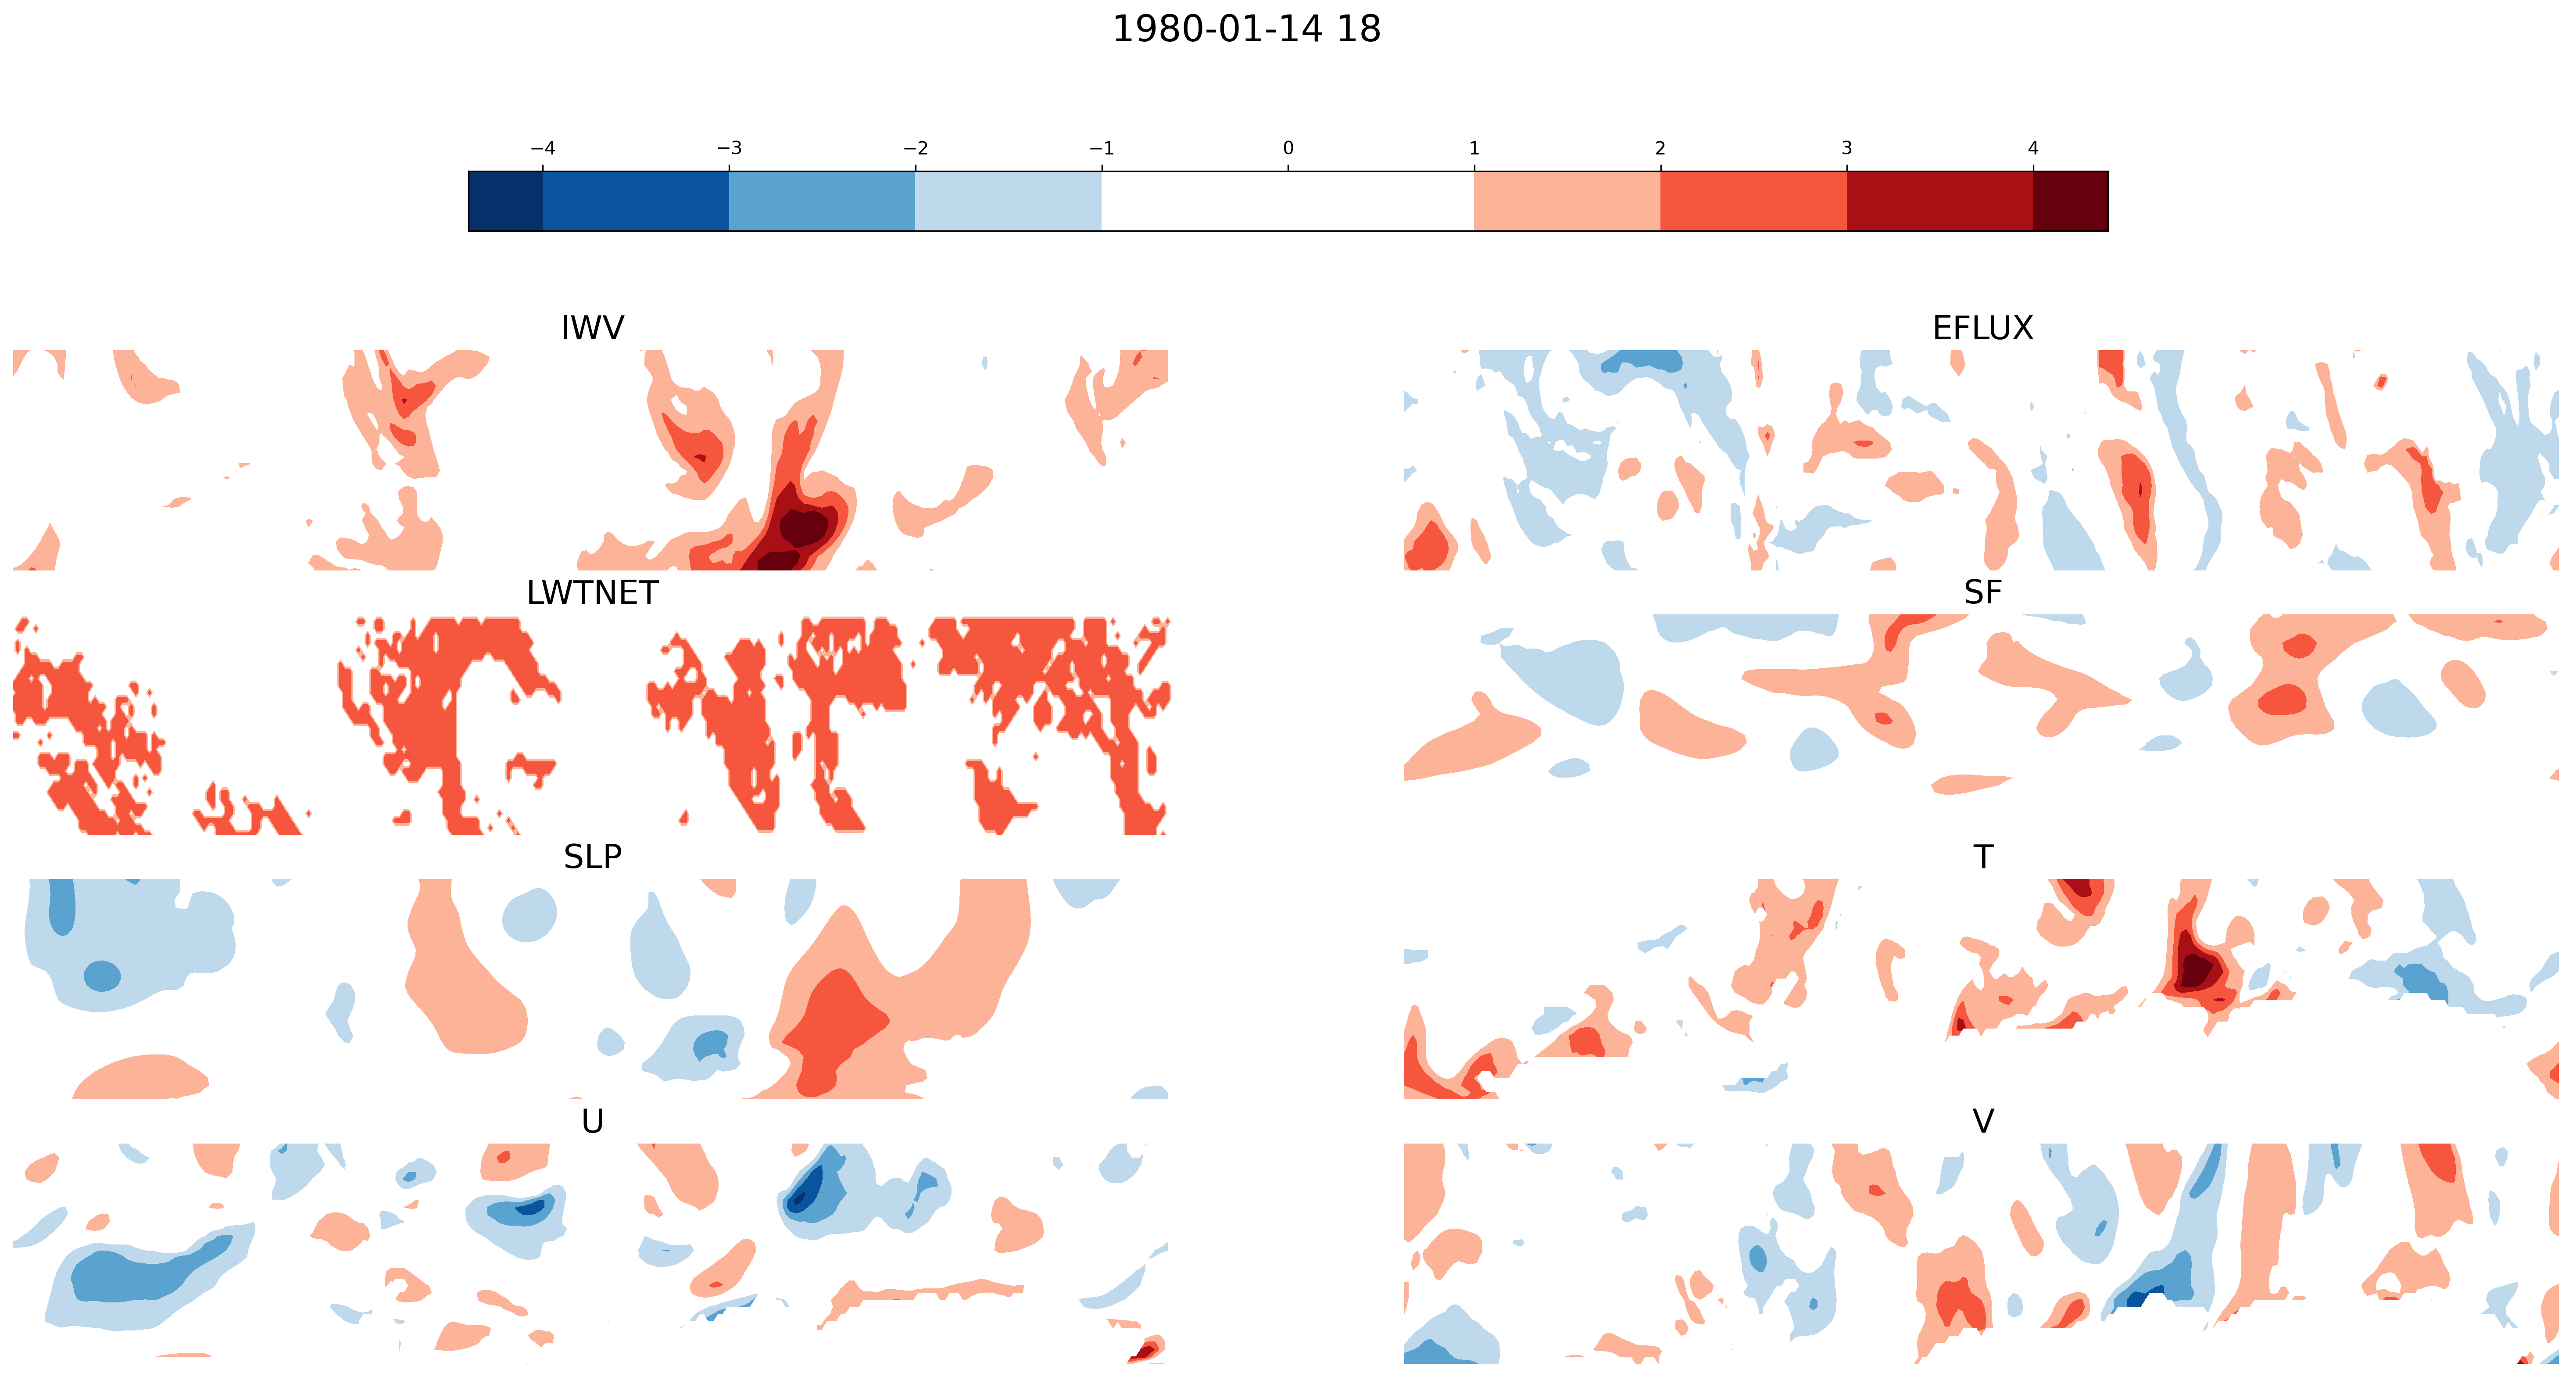 1980-01-14 18
−4 −3 −2 −1 0 1 2 3 4
IWV
EFLUX
LWTNET
SF
SLP
T
U
V